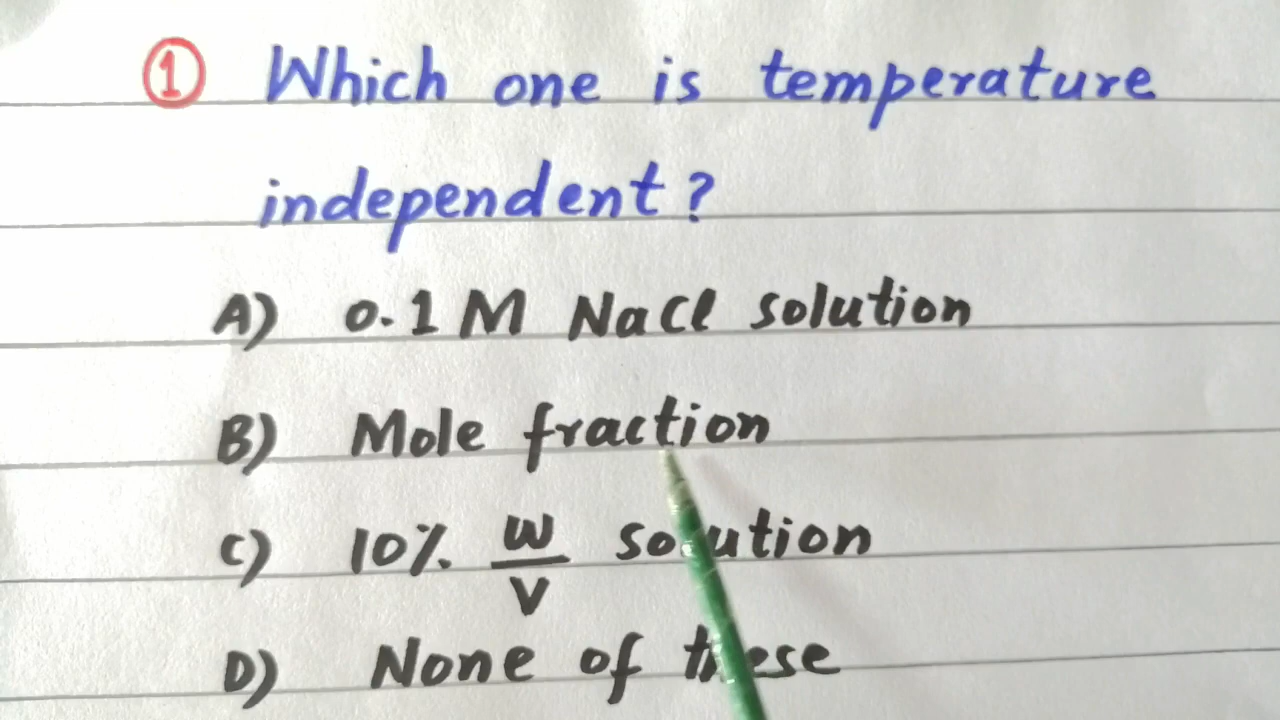 ① Which one is temperature
independent?
A) 0.1 M NaCl solution
B) Mole fraction
C) 10% w/v solution
D) None of these